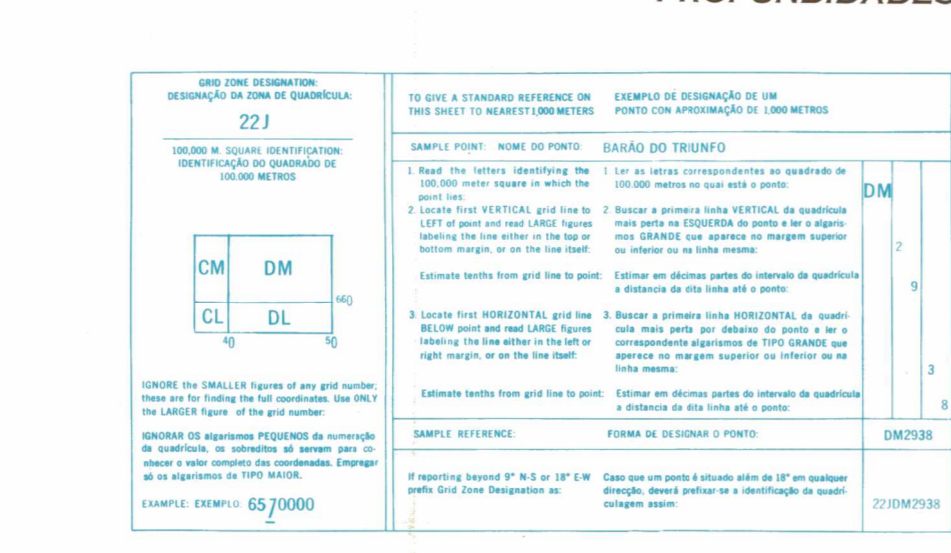 PROFUNDIDADES
GRID ZONE DESIGNATION:
DESIGNAÇÃO DA ZONA DE QUADRÍCULA:
22J
100,000 M. SQUARE IDENTIFICATION:
IDENTIFICAÇÃO DO QUADRADO DE
100.000 METROS
CM DM
CL DL
660
40 50
IGNORE the SMALLER figures of any grid number;
these are for finding the full coordinates. Use ONLY
the LARGER figure of the grid number:
IGNORAR OS algarismos PEQUENOS da numeração
da quadrícula, os sobreditos só servam para co-
nhecer o valor completo das coordenadas. Empregar
só os algarismos de TIPO MAIOR.
EXAMPLE: EXEMPLO: 6570000
TO GIVE A STANDARD REFERENCE ON
THIS SHEET TO NEAREST 1,000 METERS
EXEMPLO DE DESIGNAÇÃO DE UM
PONTO CON APROXIMAÇÃO DE 1,000 METROS
SAMPLE POINT: NOME DO PONTO: BARÃO DO TRIUNFO
1. Read the letters identifying the
100,000 meter square in which the
point lies:
1 Ler as letras correspondentes ao quadrado de
100.000 metros no quai está o ponto:
DM
2. Locate first VERTICAL grid line to
LEFT of point and read LARGE figures
labeling the line either in the top or
bottom margin, or on the line itself:
2. Buscar a primeira linha VERTICAL da quadrícula
mais perta na ESQUERDA do ponto e ler o algaris-
mos GRANDE que aparece no margem superior
ou inferior ou na linha mesma:
2
Estimate tenths from grid line to point:
Estimar em décimas partes do intervalo da quadrícula
a distancia da dita linha até o ponto:
9
3. Locate first HORIZONTAL grid line
BELOW point and read LARGE figures
labeling the line either in the left or
right margin, or on the line itself:
3. Buscar a primeira linha HORIZONTAL da quadrí-
cula mais perta por debaixo do ponto e ler o
correspondente algarismos de TIPO GRANDE que
aparece no margem superior ou inferior ou na
linha mesma:
3
Estimate tenths from grid line to point:
Estimar em décimas partes do intervalo da quadrícula
a distancia da dita linha até o ponto:
8
SAMPLE REFERENCE: FORMA DE DESIGNAR O PONTO: DM2938
If reporting beyond 9° N-S or 18° E-W
prefix Grid Zone Designation as:
Caso que um ponto é situado além de 18° em qualquer
direcção, deverá prefixar-se a identificação da quadrí-
culagem assim:
22JDM2938